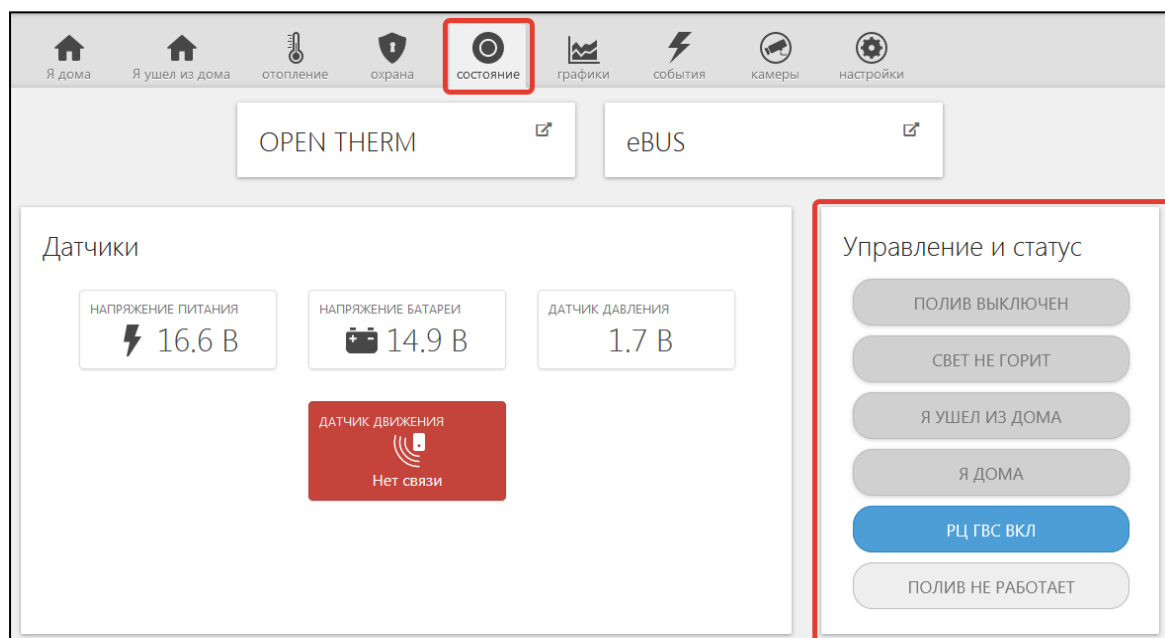 Я дома
Я ушел из дома
отопление
охрана
состояние
графики
события
камеры
настройки
OPEN THERM
eBUS
Датчики
НАПРЯЖЕНИЕ ПИТАНИЯ
16.6 В
НАПРЯЖЕНИЕ БАТАРЕИ
14.9 В
ДАТЧИК ДАВЛЕНИЯ
1.7 В
ДАТЧИК ДВИЖЕНИЯ
Нет связи
Управление и статус
ПОЛИВ ВЫКЛЮЧЕН
СВЕТ НЕ ГОРИТ
Я УШЕЛ ИЗ ДОМА
Я ДОМА
РЦ ГВС ВКЛ
ПОЛИВ НЕ РАБОТАЕТ